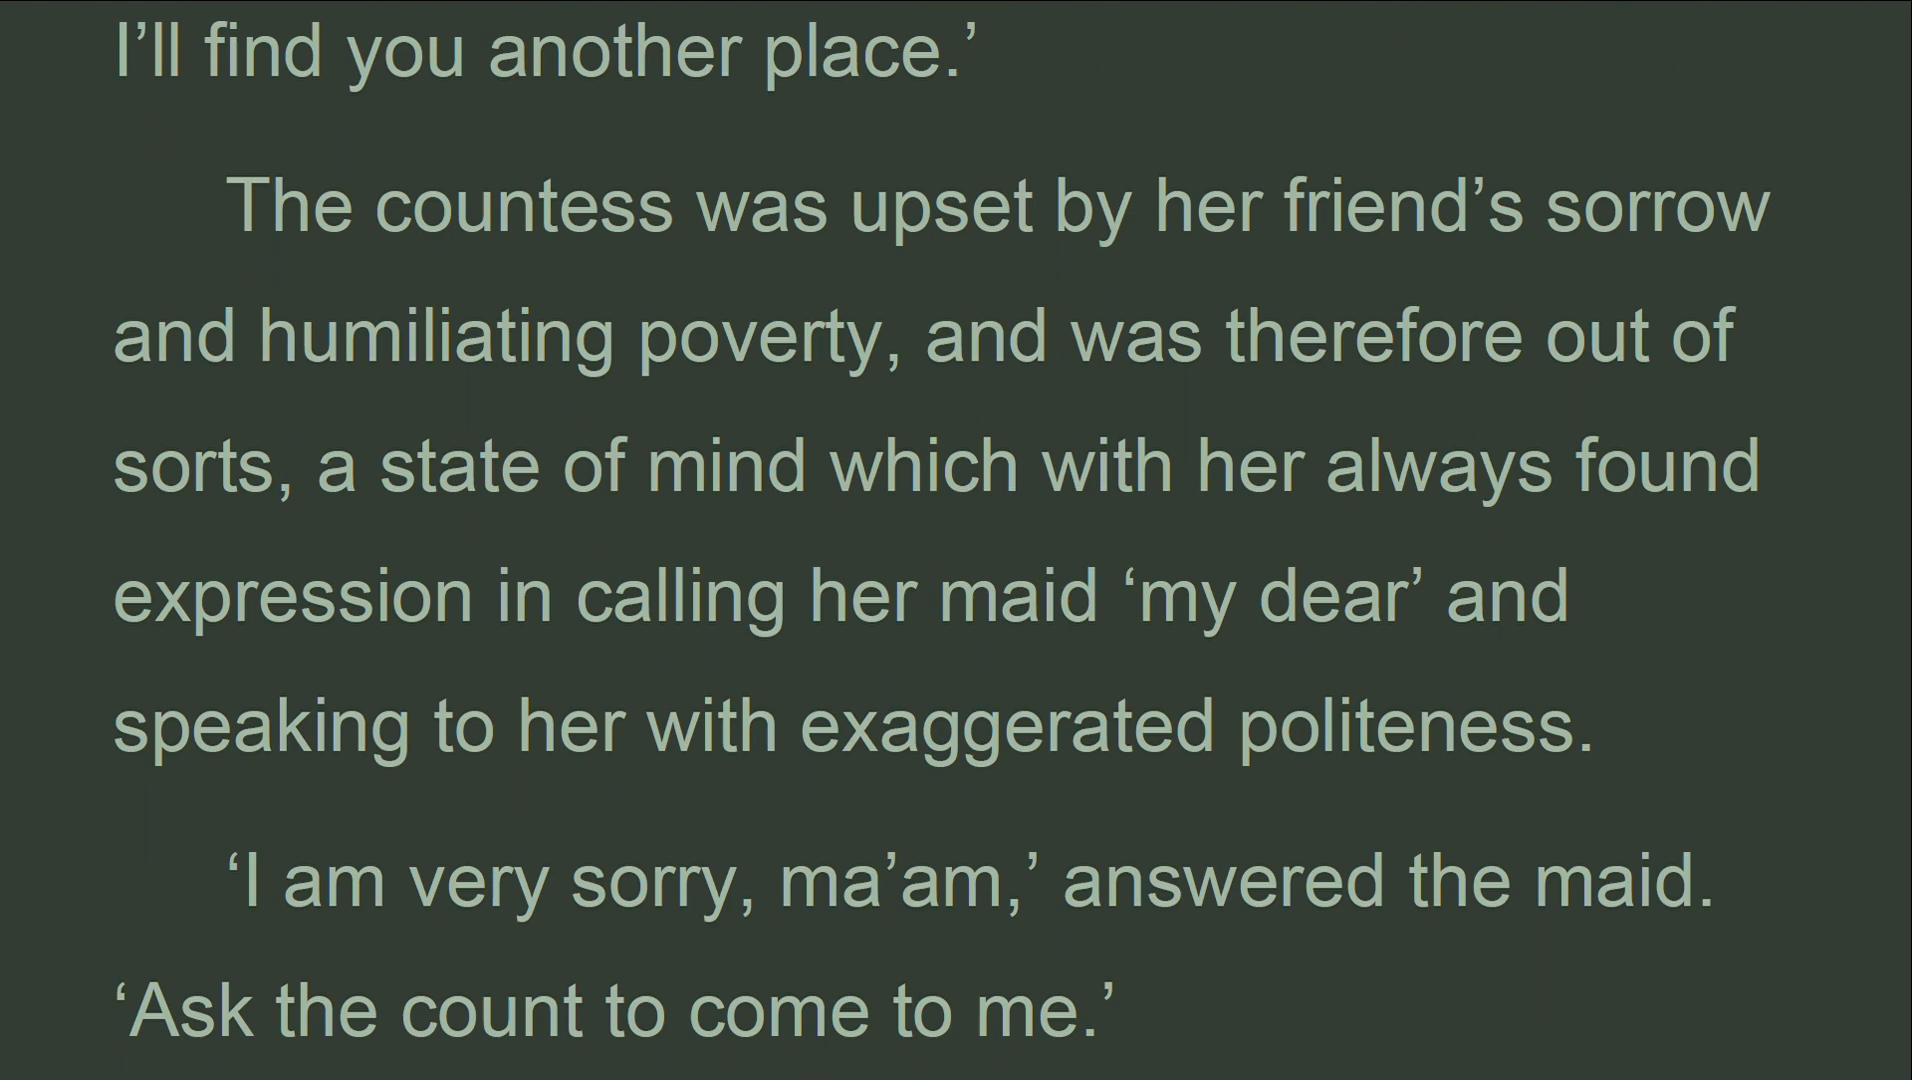 I’ll find you another place.’
The countess was upset by her friend’s sorrow
and humiliating poverty, and was therefore out of
sorts, a state of mind which with her always found
expression in calling her maid ‘my dear’ and
speaking to her with exaggerated politeness.
‘I am very sorry, ma’am,’ answered the maid.
‘Ask the count to come to me.’